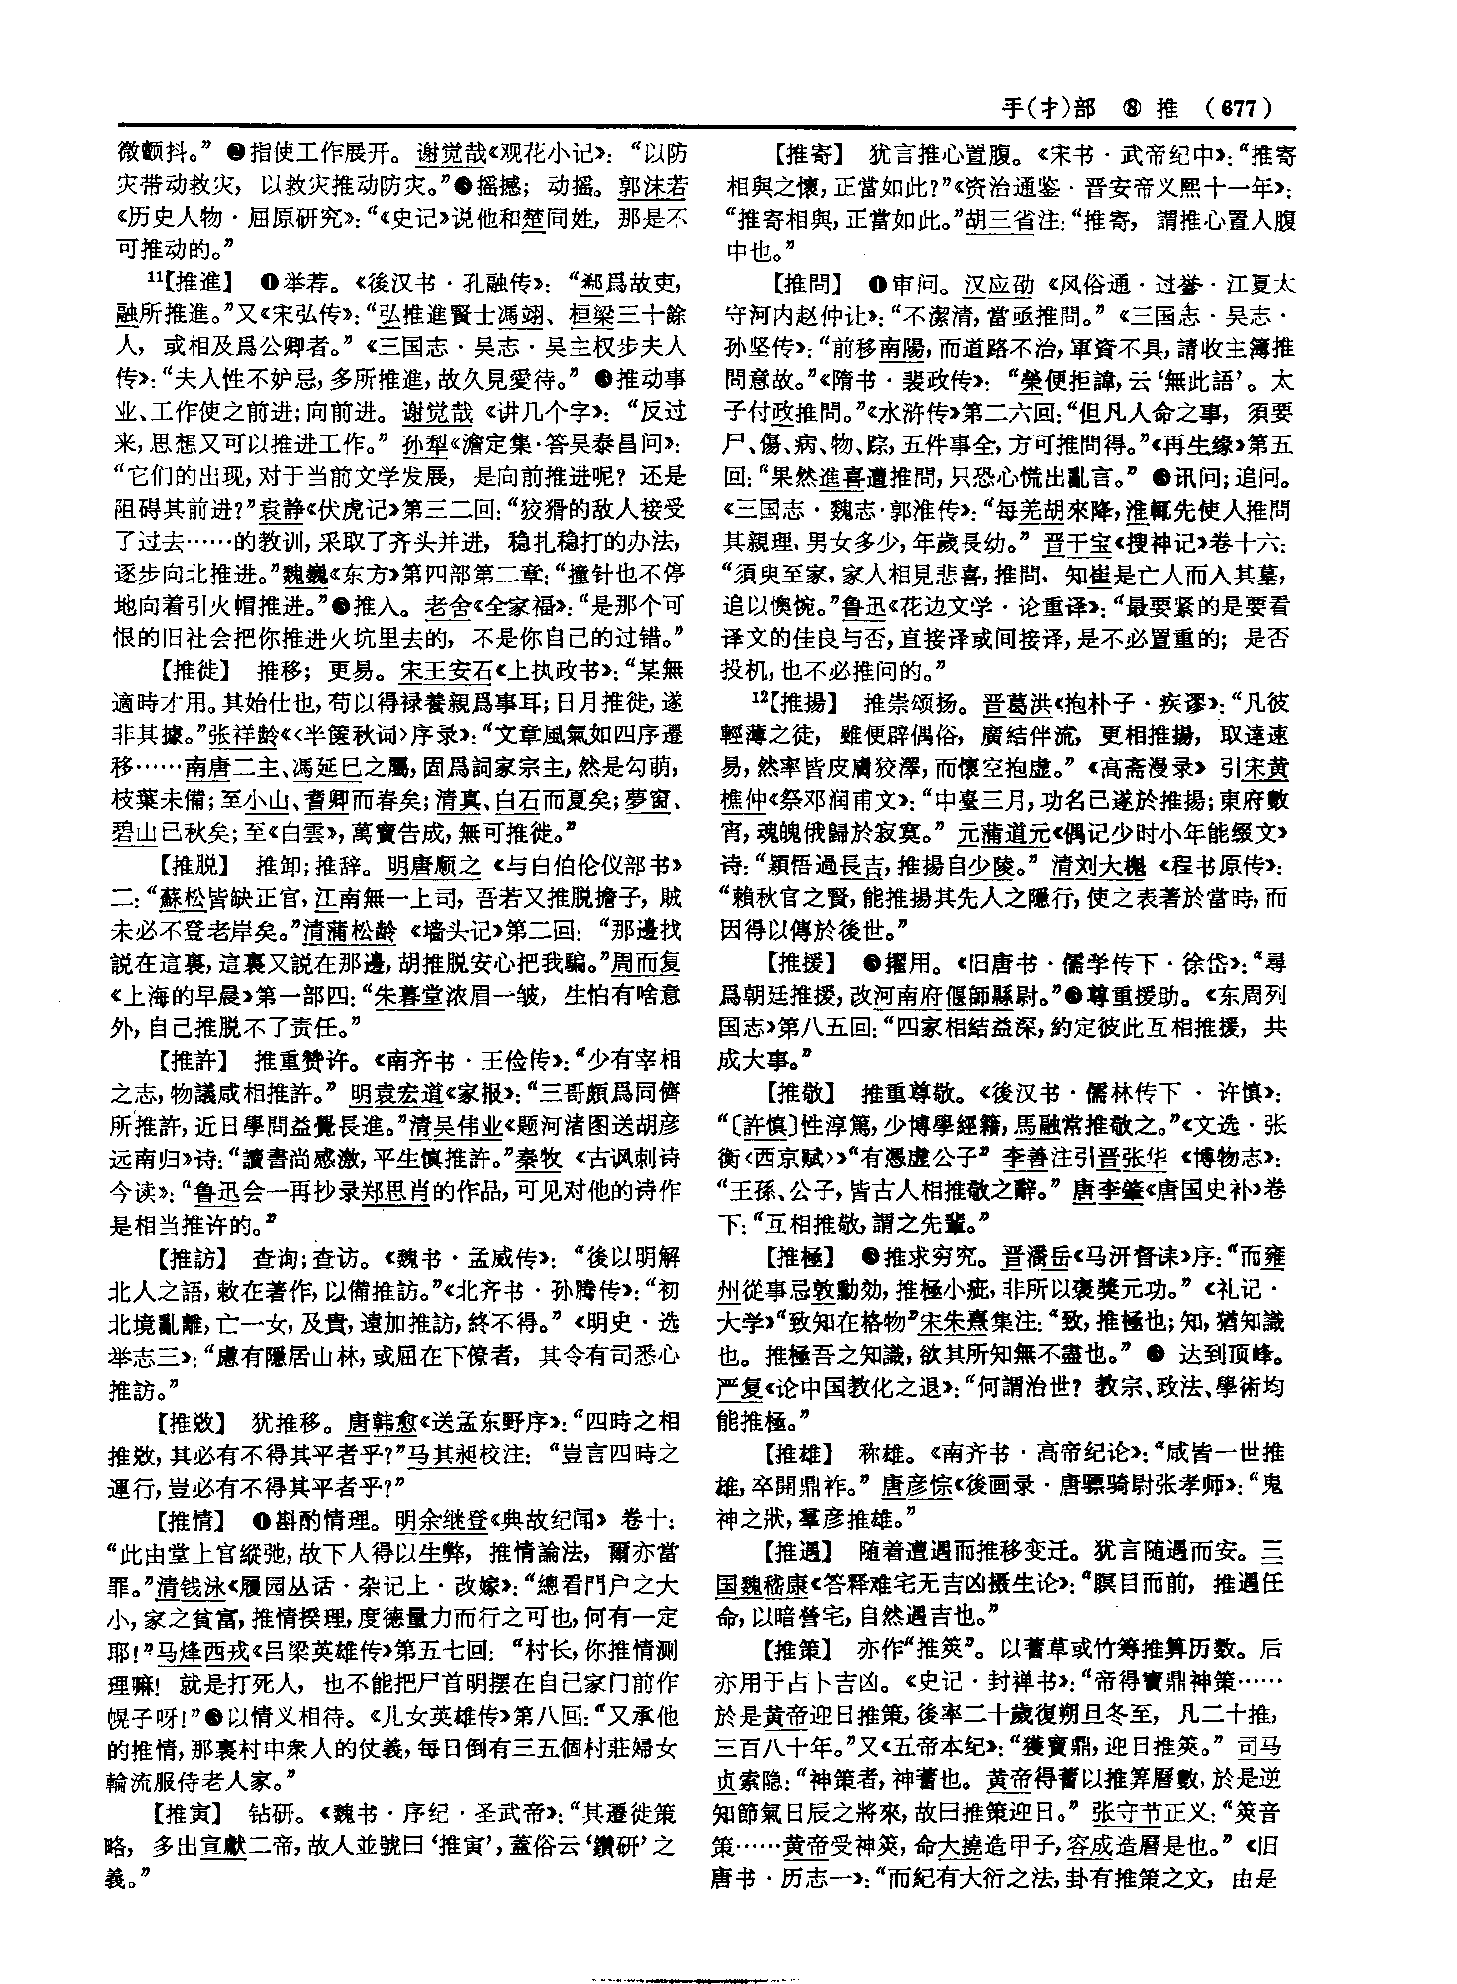 手(扌)部 ⑧ 推 (677)
微颤抖。”❷指使工作展开。谢觉哉《观花小记》：“以防
灾带动救灾，以救灾推动防灾。”❸摇撼；动摇。郭沫若
《历史人物·屈原研究》：“《史记》说他和楚同姓，那是不
可推动的。”
11【推進】 ❶举荐。《後汉书·孔融传》：“郗爲故吏，
融所推進。”又《宋弘传》：“弘推進賢士馮翊、桓梁三十餘
人，或相及爲公卿者。”《三国志·吴志·吴主权步夫人
传》：“夫人性不妒忌，多所推進，故久見愛待。”❷推动事
业、工作使之前进；向前进。谢觉哉《讲几个字》：“反过
来，思想又可以推进工作。”孙犁《澹定集·答吴泰昌问》：
“它们的出现，对于当前文学发展，是向前推进呢？还是
阻碍其前进？”袁静《伏虎记》第三二回：“狡猾的敌人接受
了过去……的教训，采取了齐头并进，稳扎稳打的办法，
逐步向北推进。”魏巍《东方》第四部第二章：“撞针也不停
地向着引火帽推进。”❸推入。老舍《全家福》：“是那个可
恨的旧社会把你推进火坑里去的，不是你自己的过错。”
【推徙】 推移；更易。宋王安石《上执政书》：“某無
適時才用。其始仕也，苟以得禄養親爲事耳；日月推徙，遂
非其據。”张祥龄《〈半箧秋词〉序录》：“文章風氣如四序遷
移……南唐二主、馮延巳之屬，固爲詞家宗主，然是勾萌，
枝葉未備；至小山、耆卿而春矣；清真、白石而夏矣；夢窗、
碧山已秋矣；至《白雲》，萬寶告成，無可推徙。”
【推脱】 推卸；推辞。明唐顺之《与白伯伦仪部书》
二：“蘇松皆缺正官，江南無一上司，吾若又推脱擔子，賊
未必不登老岸矣。”清蒲松龄《墙头记》第二回：“那邊找
説在這裏，這裏又説在那邊，胡推脱安心把我騙。”周而复
《上海的早晨》第一部四：“朱暮堂浓眉一皱，生怕有啥意
外，自己推脱不了责任。”
【推許】 推重赞许。《南齐书·王俭传》：“少有宰相
之志，物議咸相推許。”明袁宏道《家报》：“三哥頗爲同儕
所推許，近日學問益覺長進。”清吴伟业《题河渚图送胡彦
远南归》诗：“讀書尚感激，平生慎推許。”秦牧《古讽刺诗
今读》：“鲁迅会一再抄录郑思肖的作品，可见对他的诗作
是相当推许的。”
【推訪】 查询；查访。《魏书·孟威传》：“後以明解
北人之語，敕在著作，以備推訪。”《北齐书·孙腾传》：“初
北境亂離，亡一女，及貴，遠加推訪，終不得。”《明史·选
举志三》：“慮有隱居山林，或屈在下僚者，其令有司悉心
推訪。”
【推敚】 犹推移。唐韩愈《送孟东野序》：“四時之相
推敚，其必有不得其平者乎？”马其昶校注：“豈言四時之
運行，豈必有不得其平者乎？”
【推情】 ❶斟酌情理。明余继登《典故纪闻》卷十：
“此由堂上官縱弛，故下人得以生弊，推情論法，爾亦當
罪。”清钱泳《履园丛话·杂记上·改嫁》：“總看門户之大
小，家之貧富，推情揆理，度德量力而行之可也，何有一定
耶！”马烽西戎《吕梁英雄传》第五七回：“村长，你推情测
理嘛！就是打死人，也不能把尸首明摆在自己家门前作
幌子呀！”❷以情义相待。《儿女英雄传》第八回：“又承他
的推情，那裏村中衆人的仗義，每日倒有三五個村莊婦女
輪流服侍老人家。”
【推寅】 钻研。《魏书·序纪·圣武帝》：“其遷徙策
略，多出宣獻二帝，故人並號曰‘推寅’，蓋俗云‘鑽研’之
義。”
【推寄】 犹言推心置腹。《宋书·武帝纪中》：“推寄
相與之懷，正當如此？”《资治通鉴·晋安帝义熙十一年》：
“推寄相與，正當如此。”胡三省注：“推寄，謂推心置人腹
中也。”
【推問】 ❶审问。汉应劭《风俗通·过誉·江夏太
守河内赵仲让》：“不潔清，當亟推問。”《三国志·吴志·
孙坚传》：“前移南陽，而道路不治，軍資不具，請收主簿推
問意故。”《隋书·裴政传》：“榮便拒諱，云‘無此語’。太
子付政推問。”《水浒传》第二六回：“但凡人命之事，須要
尸、傷、病、物、踪，五件事全，方可推問得。”《再生缘》第五
回：“果然進喜遭推問，只恐心慌出亂言。”❷讯问；追问。
《三国志·魏志·郭淮传》：“每羌胡來降，淮輒先使人推問
其親理，男女多少，年歲長幼。”晋干宝《搜神记》卷十六：
“須臾至家，家人相見悲喜，推問，知崔是亡人而入其墓，
追以懊惋。”鲁迅《花边文学·论重译》：“最要紧的是要看
译文的佳良与否，直接译或间接译，是不必置重的；是否
投机，也不必推问的。”
12【推揚】 推崇颂扬。晋葛洪《抱朴子·疾谬》：“凡彼
輕薄之徒，雖便辟偶俗，廣結伴流，更相推揚，取達速
易，然率皆皮膚狡澤，而懷空抱虚。”《高斋漫录》引宋黄
樵仲《祭邓润甫文》：“中臺三月，功名已遂於推揚；東府數
宵，魂魄俄歸於寂寞。”元蒲道元《偶记少时小年能缀文》
诗：“穎悟過長吉，推揚自少陵。”清刘大櫆《程书原传》：
“賴秋官之賢，能推揚其先人之隱行，使之表著於當時，而
因得以傳於後世。”
【推援】 ❶擢用。《旧唐书·儒学传下·徐岱》：“尋
爲朝廷推援，改河南府偃師縣尉。”❷尊重援助。《东周列
国志》第八五回：“四家相結益深，約定彼此互相推援，共
成大事。”
【推敬】 推重尊敬。《後汉书·儒林传下·许慎》：
“〔許慎〕性淳篤，少博學經籍，馬融常推敬之。”《文选·张
衡〈西京赋〉》“有憑虚公子”李善注引晋张华《博物志》：
“王孫、公子，皆古人相推敬之辭。”唐李肇《唐国史补》卷
下：“互相推敬，謂之先輩。”
【推極】 ❶推求穷究。晋潘岳《马汧督诔》序：“而雍
州從事忌敦勳効，推極小疵，非所以褒獎元功。”《礼记·
大学》“致知在格物”宋朱熹集注：“致，推極也；知，猶知識
也。推極吾之知識，欲其所知無不盡也。”❷达到顶峰。
严复《论中国教化之退》：“何謂治世？教宗、政法、學術均
能推極。”
【推雄】 称雄。《南齐书·高帝纪论》：“咸皆一世推
雄，卒開鼎祚。”唐彦悰《後画录·唐骠骑尉张孝师》：“鬼
神之狀，羣彦推雄。”
【推遇】 随着遭遇而推移变迁。犹言随遇而安。三
国魏嵇康《答释难宅无吉凶摄生论》：“瞑目而前，推遇任
命，以暗營宅，自然遇吉也。”
【推策】 亦作“推筴”。以蓍草或竹筹推算历数。后
亦用于占卜吉凶。《史记·封禅书》：“帝得寶鼎神策……
於是黄帝迎日推策，後率二十歲復朔旦冬至，凡二十推，
三百八十年。”又《五帝本纪》：“獲寶鼎，迎日推筴。”司马
贞索隐：“神策者，神蓍也。黄帝得蓍以推筭曆數，於是逆
知節氣日辰之將來，故曰推策迎日。”张守节正义：“筴音
策……黄帝受神筴，命大撓造甲子，容成造曆是也。”《旧
唐书·历志一》：“而紀有大衍之法，卦有推策之文，由是